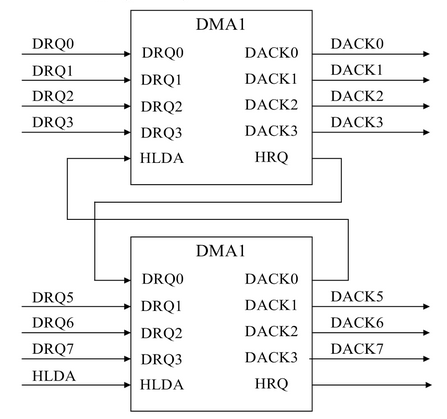 DMA1
DRQ0 DRQ0 DACK0 DACK0
DRQ1 DRQ1 DACK1 DACK1
DRQ2 DRQ2 DACK2 DACK2
DRQ3 DRQ3 DACK3 DACK3
HLDA HRQ
DMA1
DRQ0 DACK0
DRQ5 DRQ1 DACK1 DACK5
DRQ6 DRQ2 DACK2 DACK6
DRQ7 DRQ3 DACK3 DACK7
HLDA HLDA HRQ